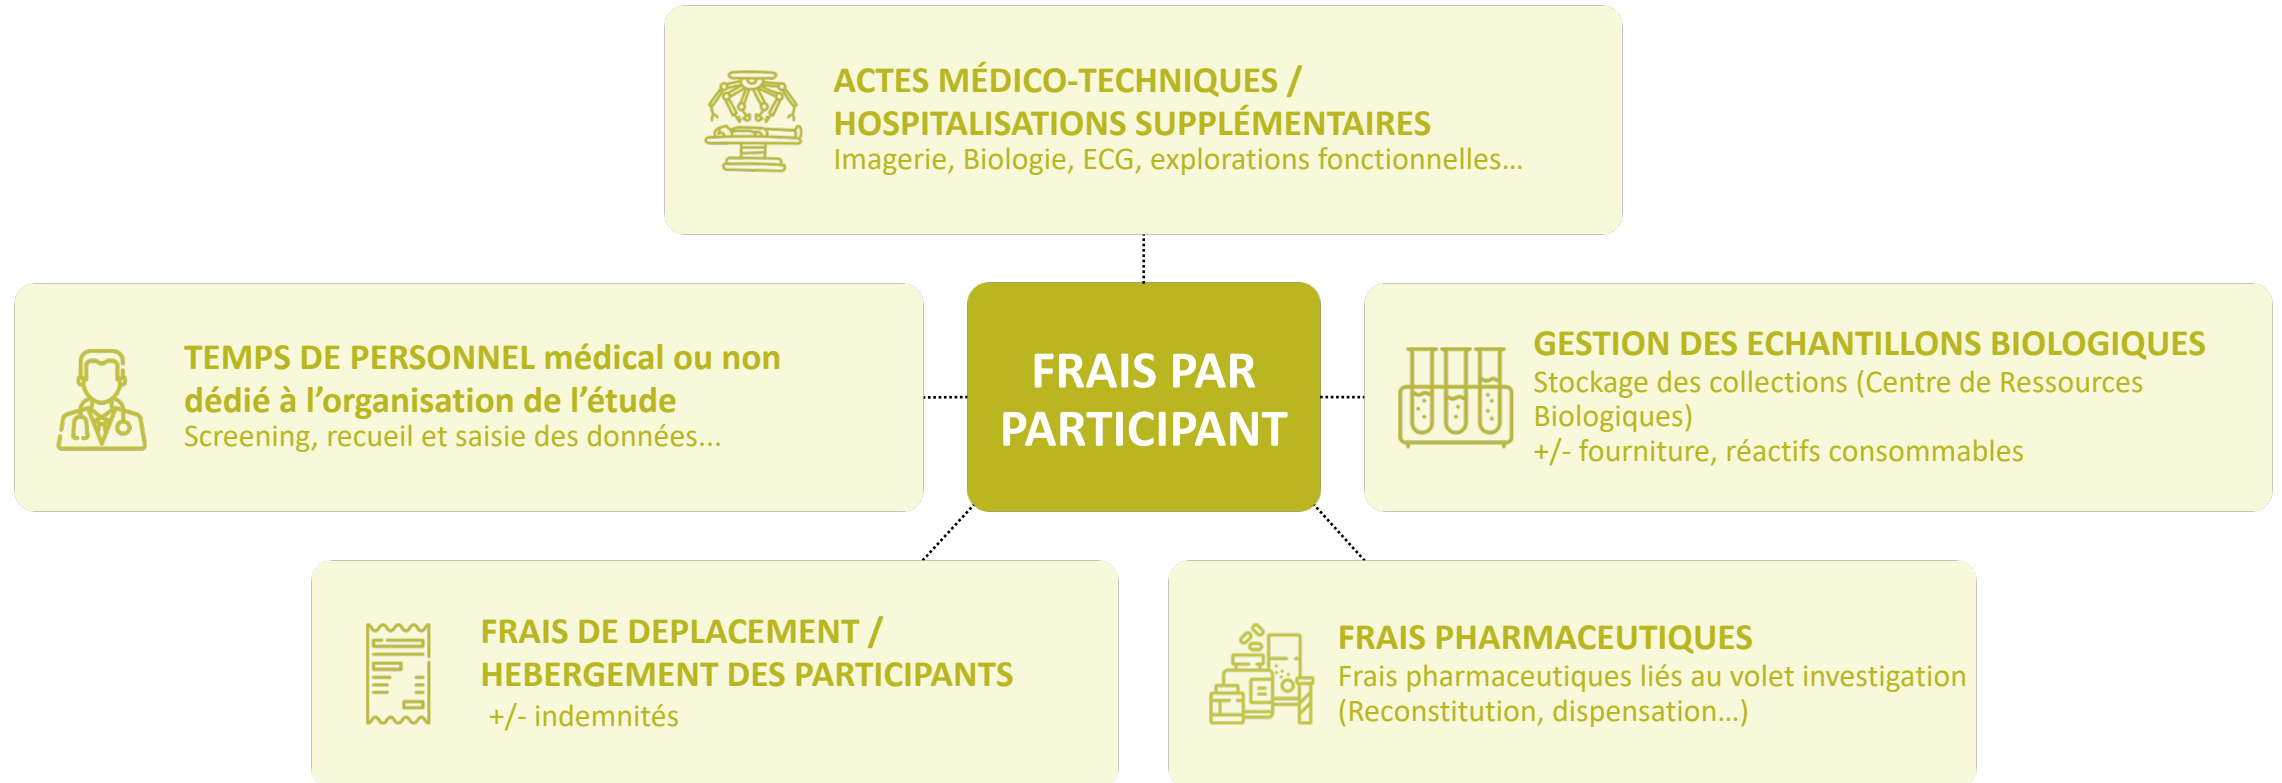 ACTES MÉDICO-TECHNIQUES /
HOSPITALISATIONS SUPPLÉMENTAIRES
Imagerie, Biologie, ECG, explorations fonctionnelles...
TEMPS DE PERSONNEL médical ou non
dédié à l’organisation de l’étude
Screening, recueil et saisie des données...
FRAIS PAR
PARTICIPANT
GESTION DES ECHANTILLONS BIOLOGIQUES
Stockage des collections (Centre de Ressources
Biologiques)
+/- fourniture, réactifs consommables
FRAIS DE DEPLACEMENT /
HEBERGEMENT DES PARTICIPANTS
+/- indemnités
FRAIS PHARMACEUTIQUES
Frais pharmaceutiques liés au volet investigation
(Reconstitution, dispensation...)